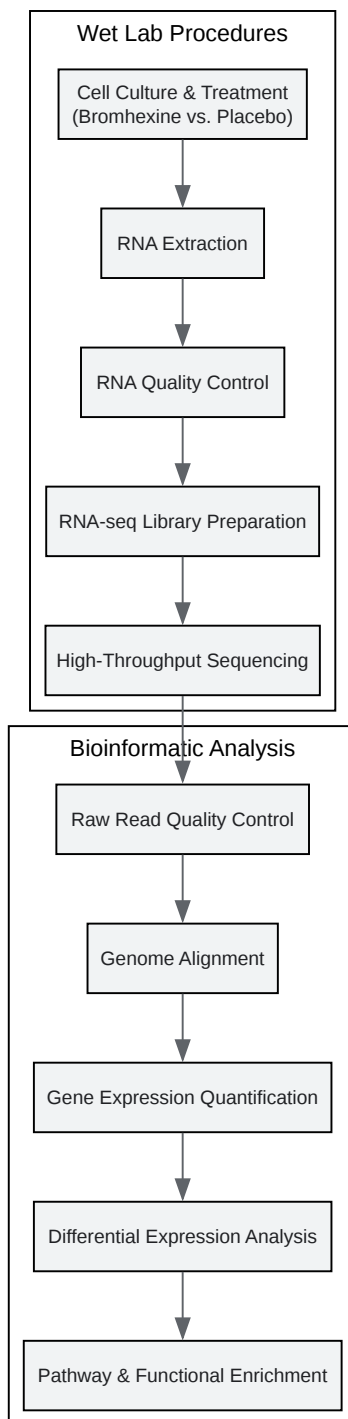 Wet Lab Procedures
Cell Culture & Treatment
(Bromhexine vs. Placebo)
RNA Extraction
RNA Quality Control
RNA-seq Library Preparation
High-Throughput Sequencing
Bioinformatic Analysis
Raw Read Quality Control
Genome Alignment
Gene Expression Quantification
Differential Expression Analysis
Pathway & Functional Enrichment